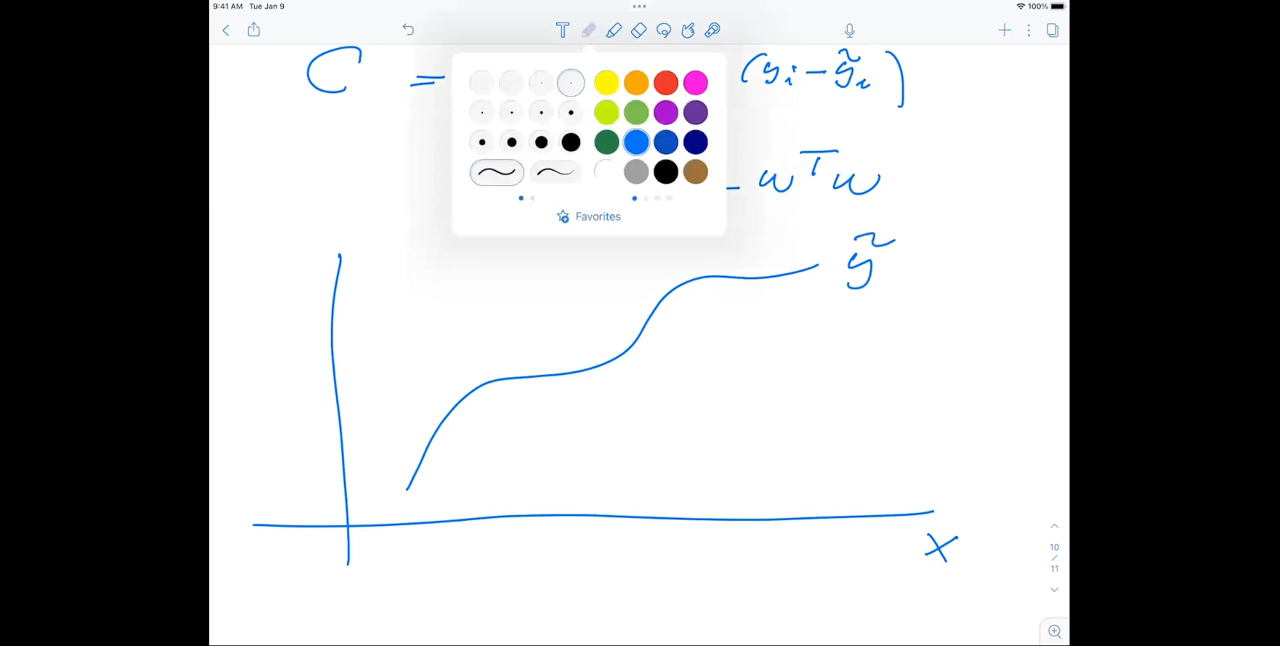 9:41 AM Tue Jan 9 100%
C = (yᵢ - ỹᵢ)
- wᵀw
Favorites
ỹ
x
10
/
11